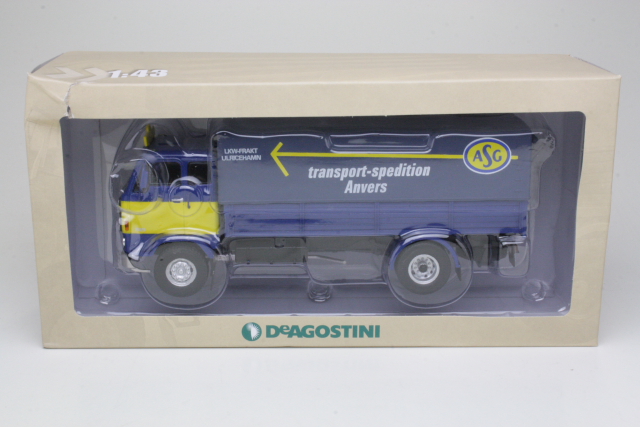 1:43
LKW-FRAKT
ULRICEHAMN
transport-spedition
Anvers
ASG
DeAGOSTINI